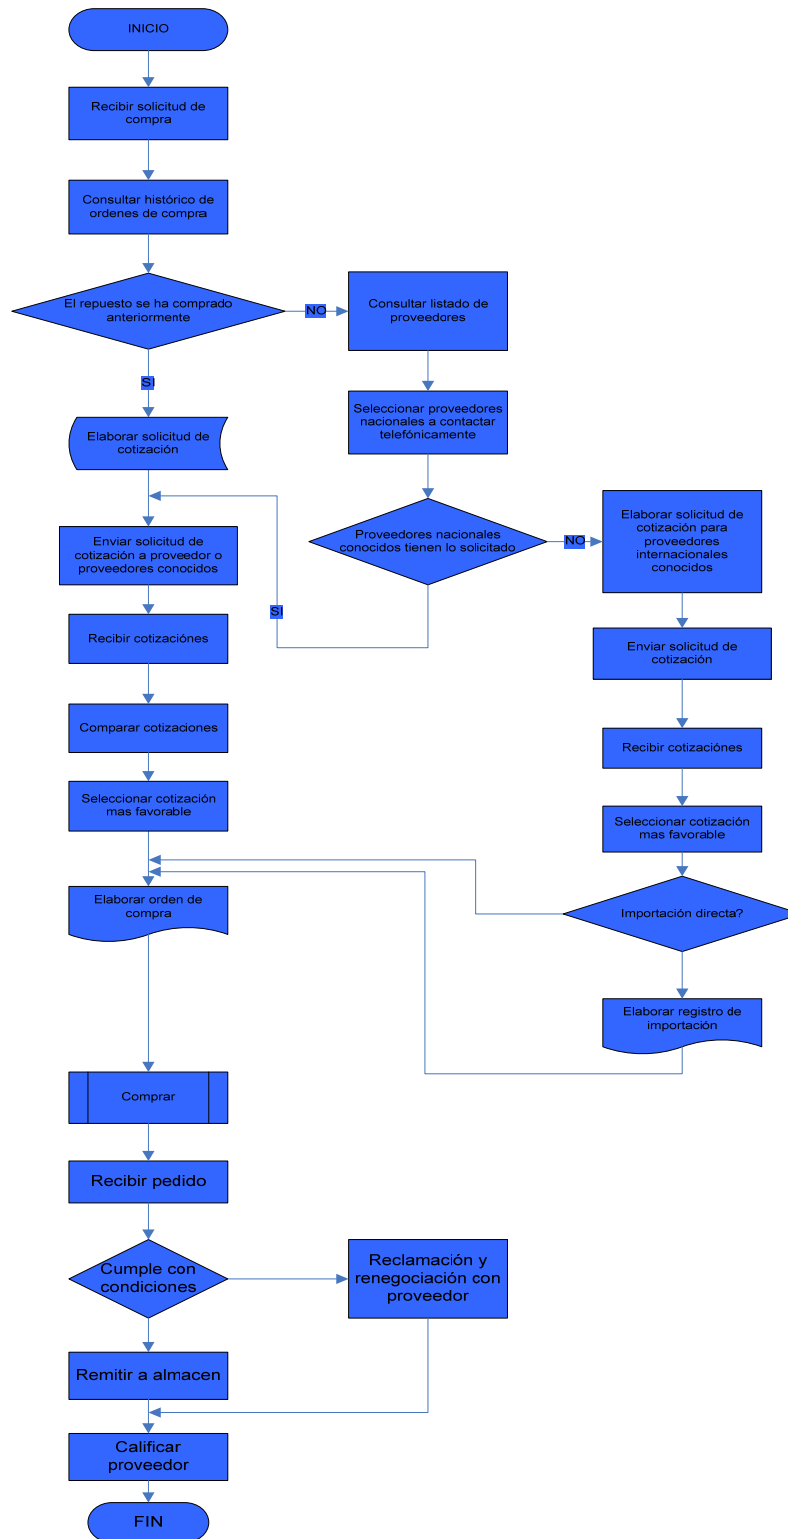 INICIO
Recibir solicitud de
compra
Consultar histórico de
ordenes de compra
El repuesto se ha comprado
anteriormente
NO
Consultar listado de
proveedores
SI
Seleccionar proveedores
nacionales a contactar
telefónicamente
Elaborar solicitud de
cotización
Enviar solicitud de
cotización a proveedor o
proveedores conocidos
Proveedores nacionales
conocidos tienen lo solicitado
NO
Elaborar solicitud de
cotización para
proveedores
internacionales
conocidos
SI
Recibir cotizaciónes
Enviar solicitud de
cotización
Comparar cotizaciones
Recibir cotizaciónes
Seleccionar cotización
mas favorable
Seleccionar cotización
mas favorable
Elaborar orden de
compra
Importación directa?
Elaborar registro de
importación
Comprar
Recibir pedido
Cumple con
condiciones
Reclamación y
renegociación con
proveedor
Remitir a almacen
Calificar
proveedor
FIN